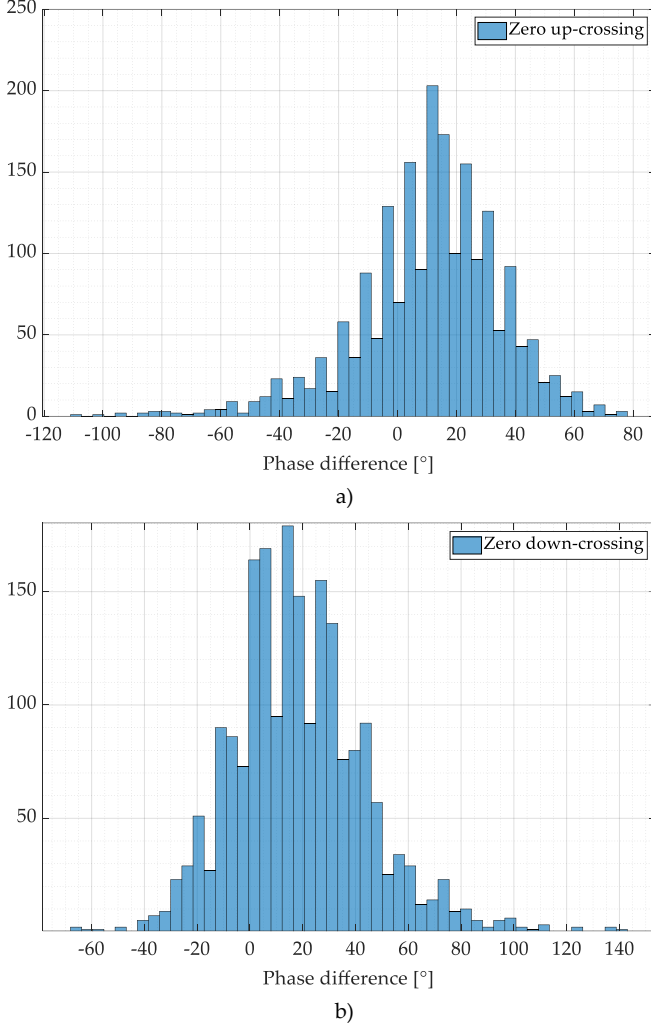 250
Zero up-crossing
200
150
100
50
0
-120 -100 -80 -60 -40 -20 0 20 40 60 80
Phase difference [°]
a)
Zero down-crossing
150
100
50
-60 -40 -20 0 20 40 60 80 100 120 140
Phase difference [°]
b)